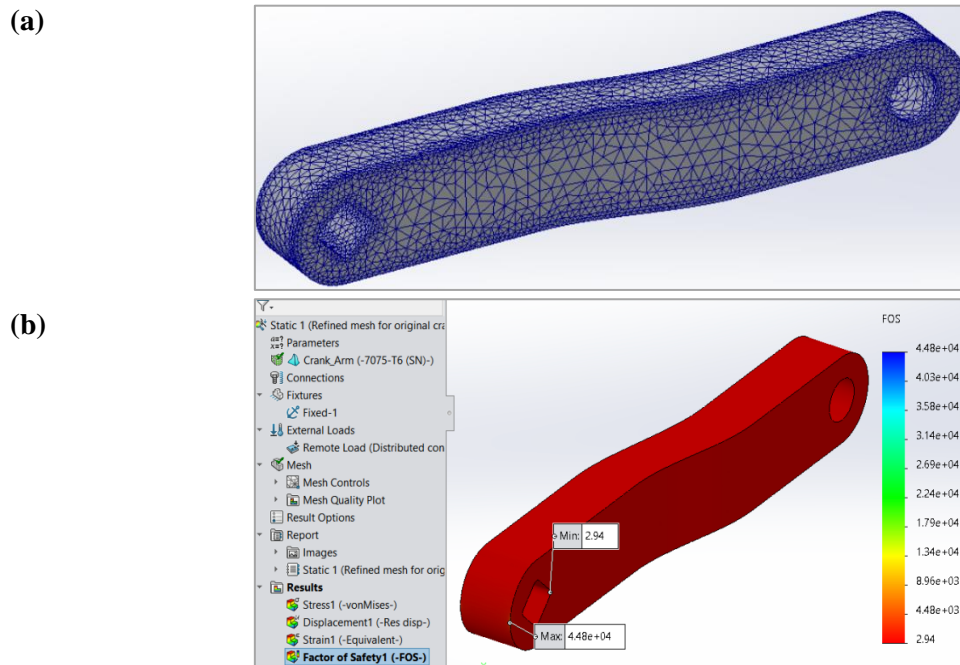 (a)
(b)
Static 1 (Refined mesh for original cra
Parameters
Crank_Arm (-7075-T6 (SN)-)
Connections
Fixtures
Fixed-1
External Loads
Remote Load (Distributed con
Mesh
Mesh Controls
Mesh Quality Plot
Result Options
Report
Images
Static 1 (Refined mesh for orig
Results
Stress1 (-vonMises-)
Displacement1 (-Res disp-)
Strain1 (-Equivalent-)
Factor of Safety1 (-FOS-)
Min: 2.94
Max: 4.48e+04
FOS
4.48e+04
4.03e+04
3.58e+04
3.14e+04
2.69e+04
2.24e+04
1.79e+04
1.34e+04
8.96e+03
4.48e+03
2.94